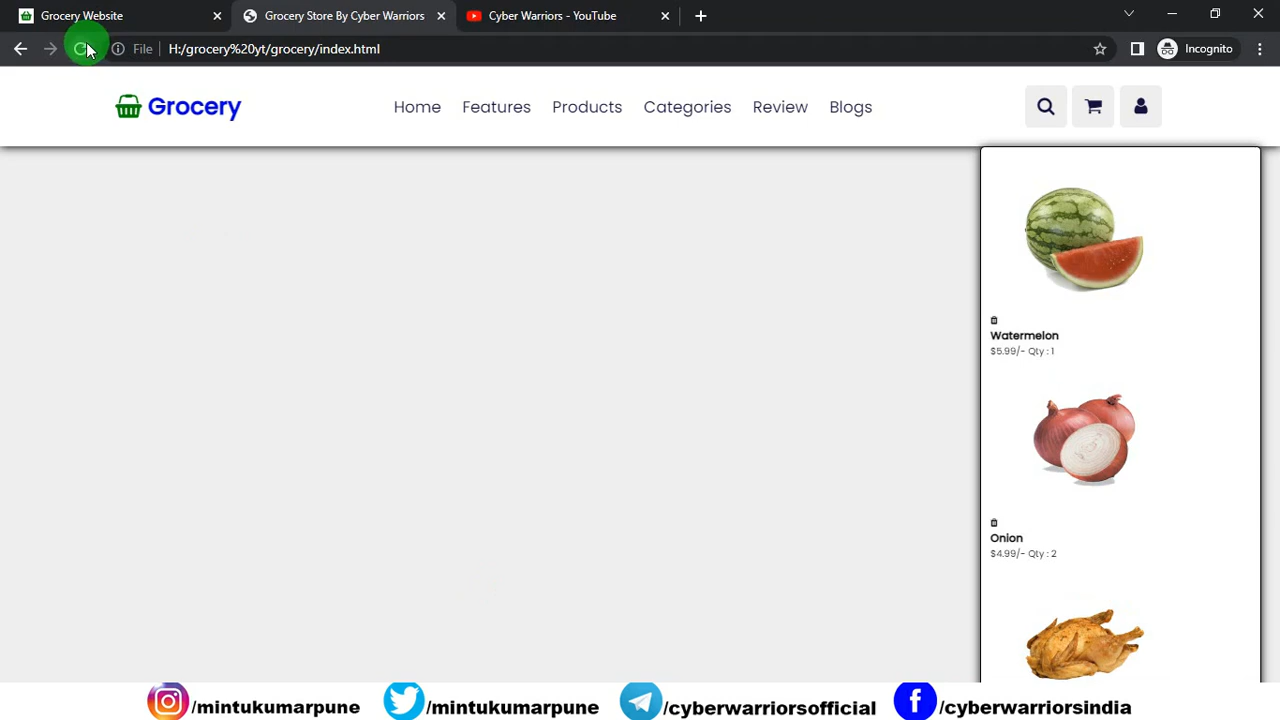 Grocery Website
Grocery Store By Cyber Warriors
Cyber Warriors - YouTube
File
H:/grocery%20yt/grocery/index.html
Incognito
Grocery
Home
Features
Products
Categories
Review
Blogs
Watermelon
$5.99/- Qty : 1
Onion
$4.99/- Qty : 2
/mintukumarpune
/mintukumarpune
/cyberwarriorsofficial
/cyberwarriorsindia